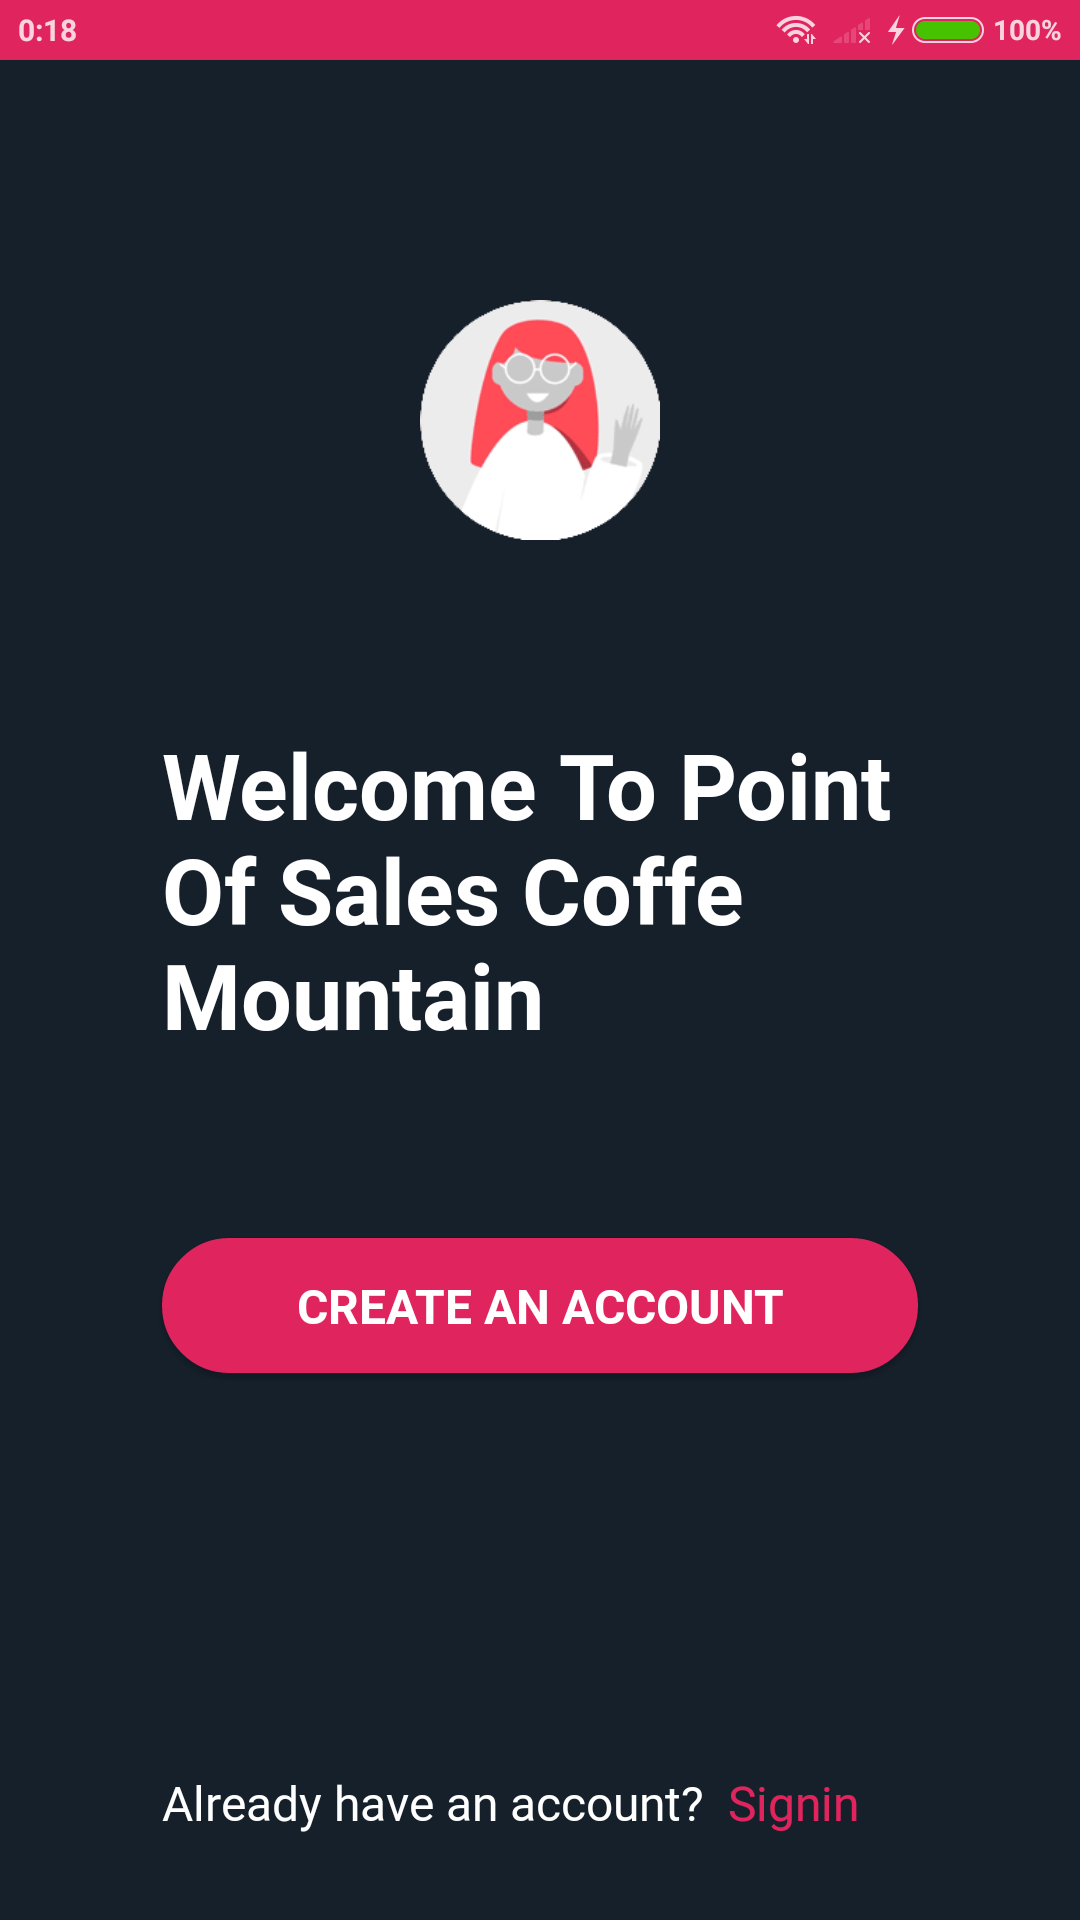 0:18 100%
Welcome To Point
Of Sales Coffe
Mountain
CREATE AN ACCOUNT
Already have an account? Signin